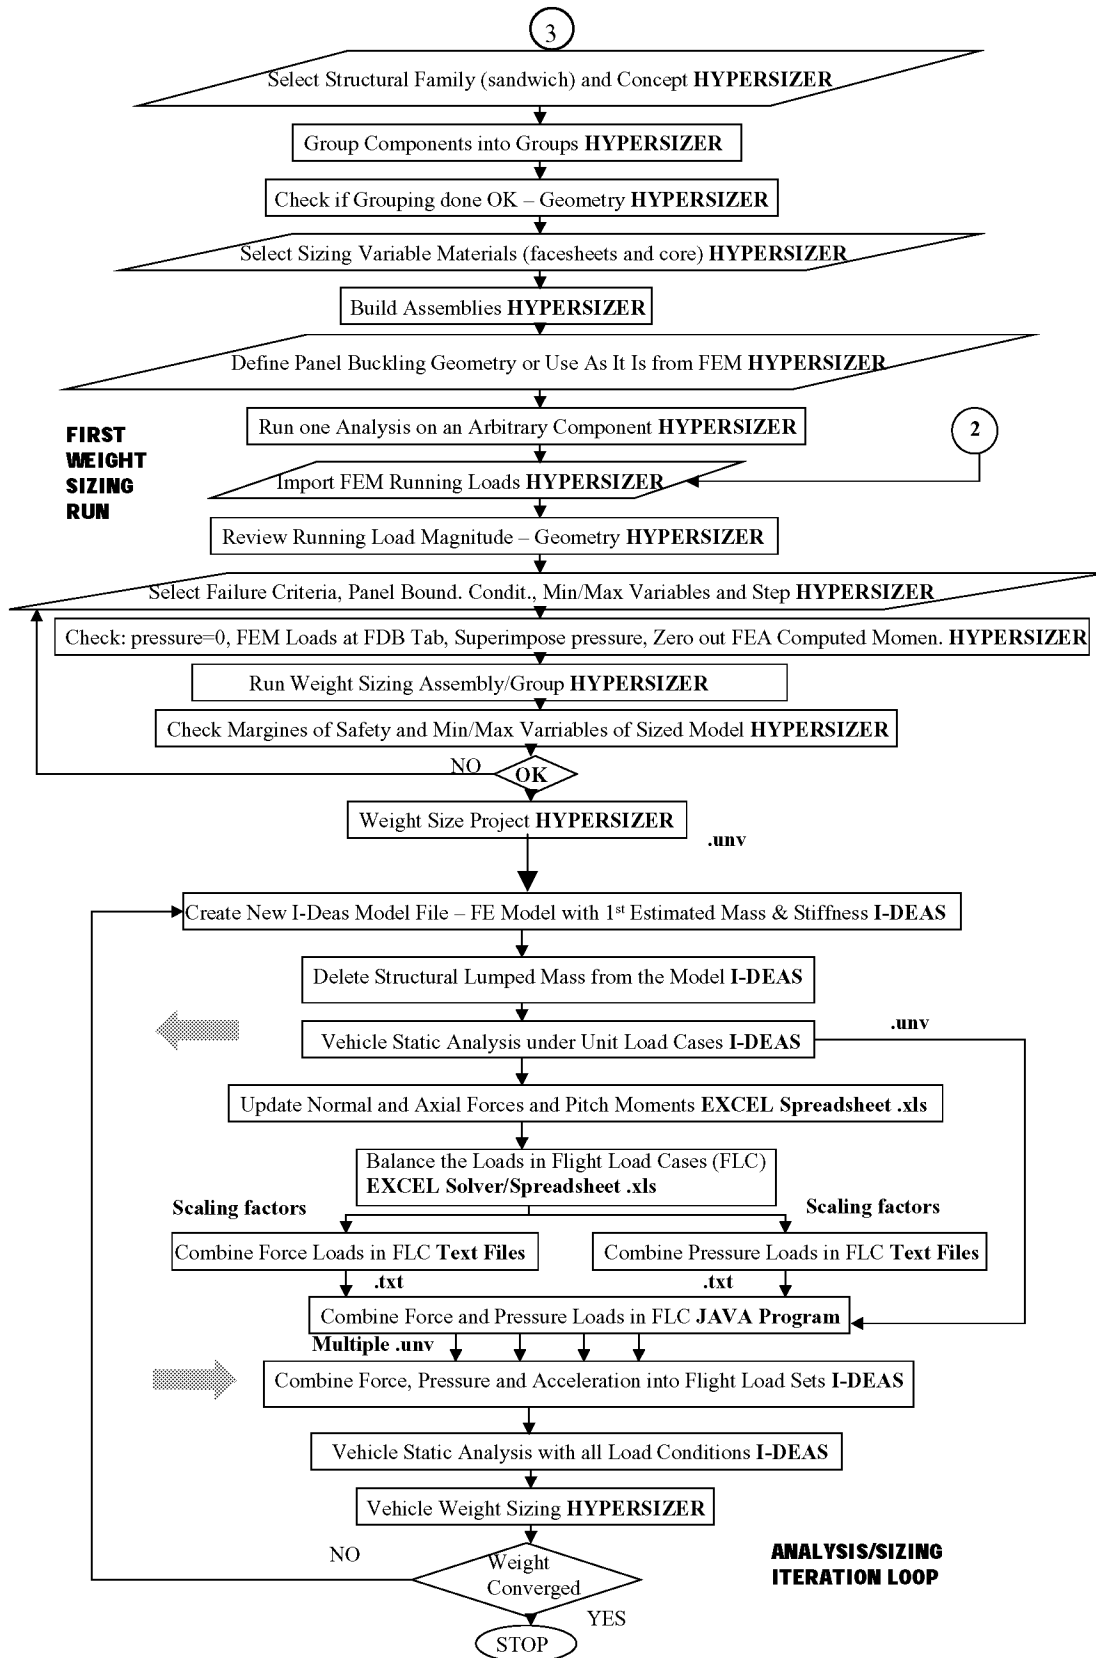 3
Select Structural Family (sandwich) and Concept HYPERSIZER
Group Components into Groups HYPERSIZER
Check if Grouping done OK – Geometry HYPERSIZER
Select Sizing Variable Materials (facesheets and core) HYPERSIZER
Build Assemblies HYPERSIZER
Define Panel Buckling Geometry or Use As It Is from FEM HYPERSIZER
Run one Analysis on an Arbitrary Component HYPERSIZER
2
FIRST
WEIGHT
SIZING
RUN
Import FEM Running Loads HYPERSIZER
Review Running Load Magnitude – Geometry HYPERSIZER
Select Failure Criteria, Panel Bound. Condit., Min/Max Variables and Step HYPERSIZER
Check: pressure=0, FEM Loads at FDB Tab, Superimpose pressure, Zero out FEA Computed Momen. HYPERSIZER
Run Weight Sizing Assembly/Group HYPERSIZER
Check Margines of Safety and Min/Max Varriables of Sized Model HYPERSIZER
NO
OK
Weight Size Project HYPERSIZER
.unv
Create New I-Deas Model File – FE Model with 1st Estimated Mass & Stiffness I-DEAS
Delete Structural Lumped Mass from the Model I-DEAS
.unv
Vehicle Static Analysis under Unit Load Cases I-DEAS
Update Normal and Axial Forces and Pitch Moments EXCEL Spreadsheet .xls
Balance the Loads in Flight Load Cases (FLC)
EXCEL Solver/Spreadsheet .xls
Scaling factors
Scaling factors
Combine Force Loads in FLC Text Files
Combine Pressure Loads in FLC Text Files
.txt
.txt
Combine Force and Pressure Loads in FLC JAVA Program
Multiple .unv
Combine Force, Pressure and Acceleration into Flight Load Sets I-DEAS
Vehicle Static Analysis with all Load Conditions I-DEAS
Vehicle Weight Sizing HYPERSIZER
NO
Weight
Converged
ANALYSIS/SIZING
ITERATION LOOP
YES
STOP